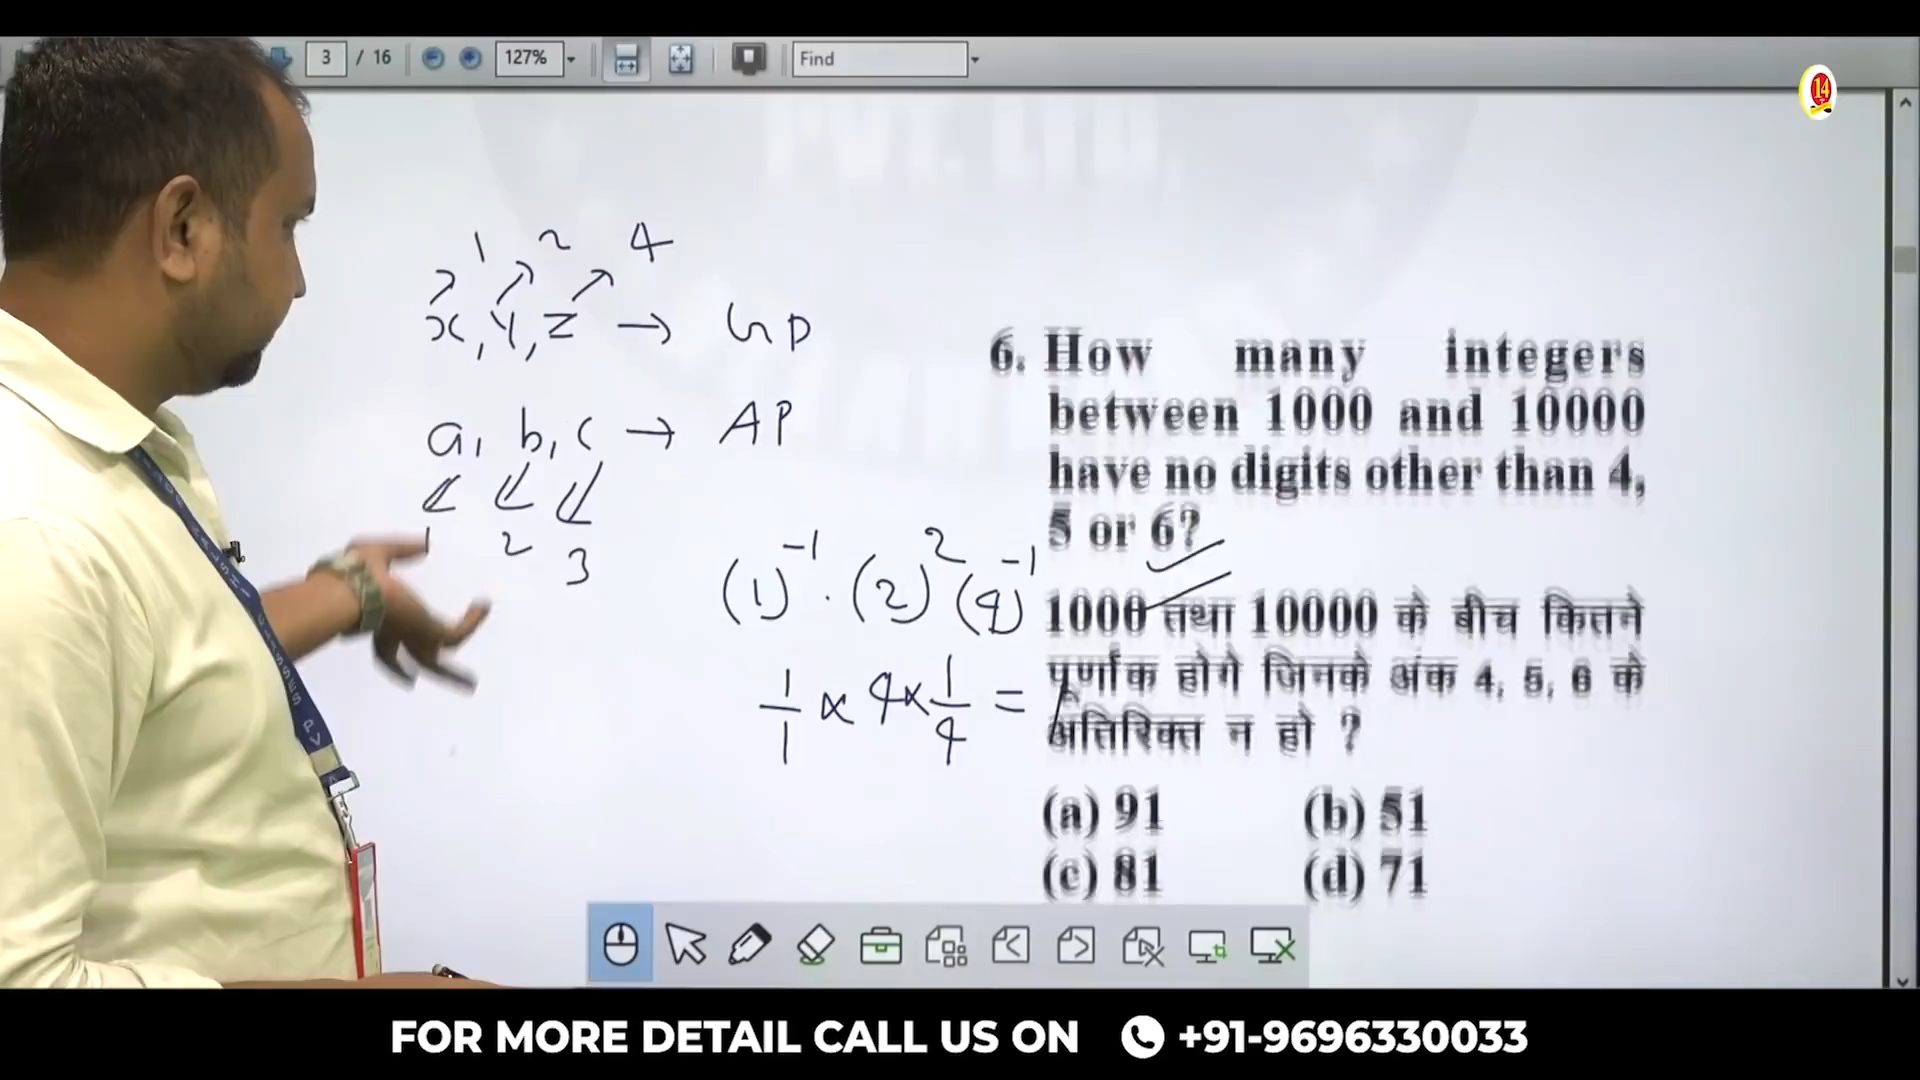 3 / 16 127% Find
14
PVT. LTD.
1 2 4
x, y, z → GP
a, b, c → AP
1 2 3
(1)^-1 . (2)^2 (4)^-1
1/1 × 4 × 1/4 = 1
6. How many integers
between 1000 and 10000
have no digits other than 4,
5 or 6?
1000 तथा 10000 के बीच कितने
पूर्णांक होगे जिनके अंक 4, 5, 6 के
अतिरिक्त न हो ?
(a) 91 (b) 51
(c) 81 (d) 71
FOR MORE DETAIL CALL US ON +91-9696330033